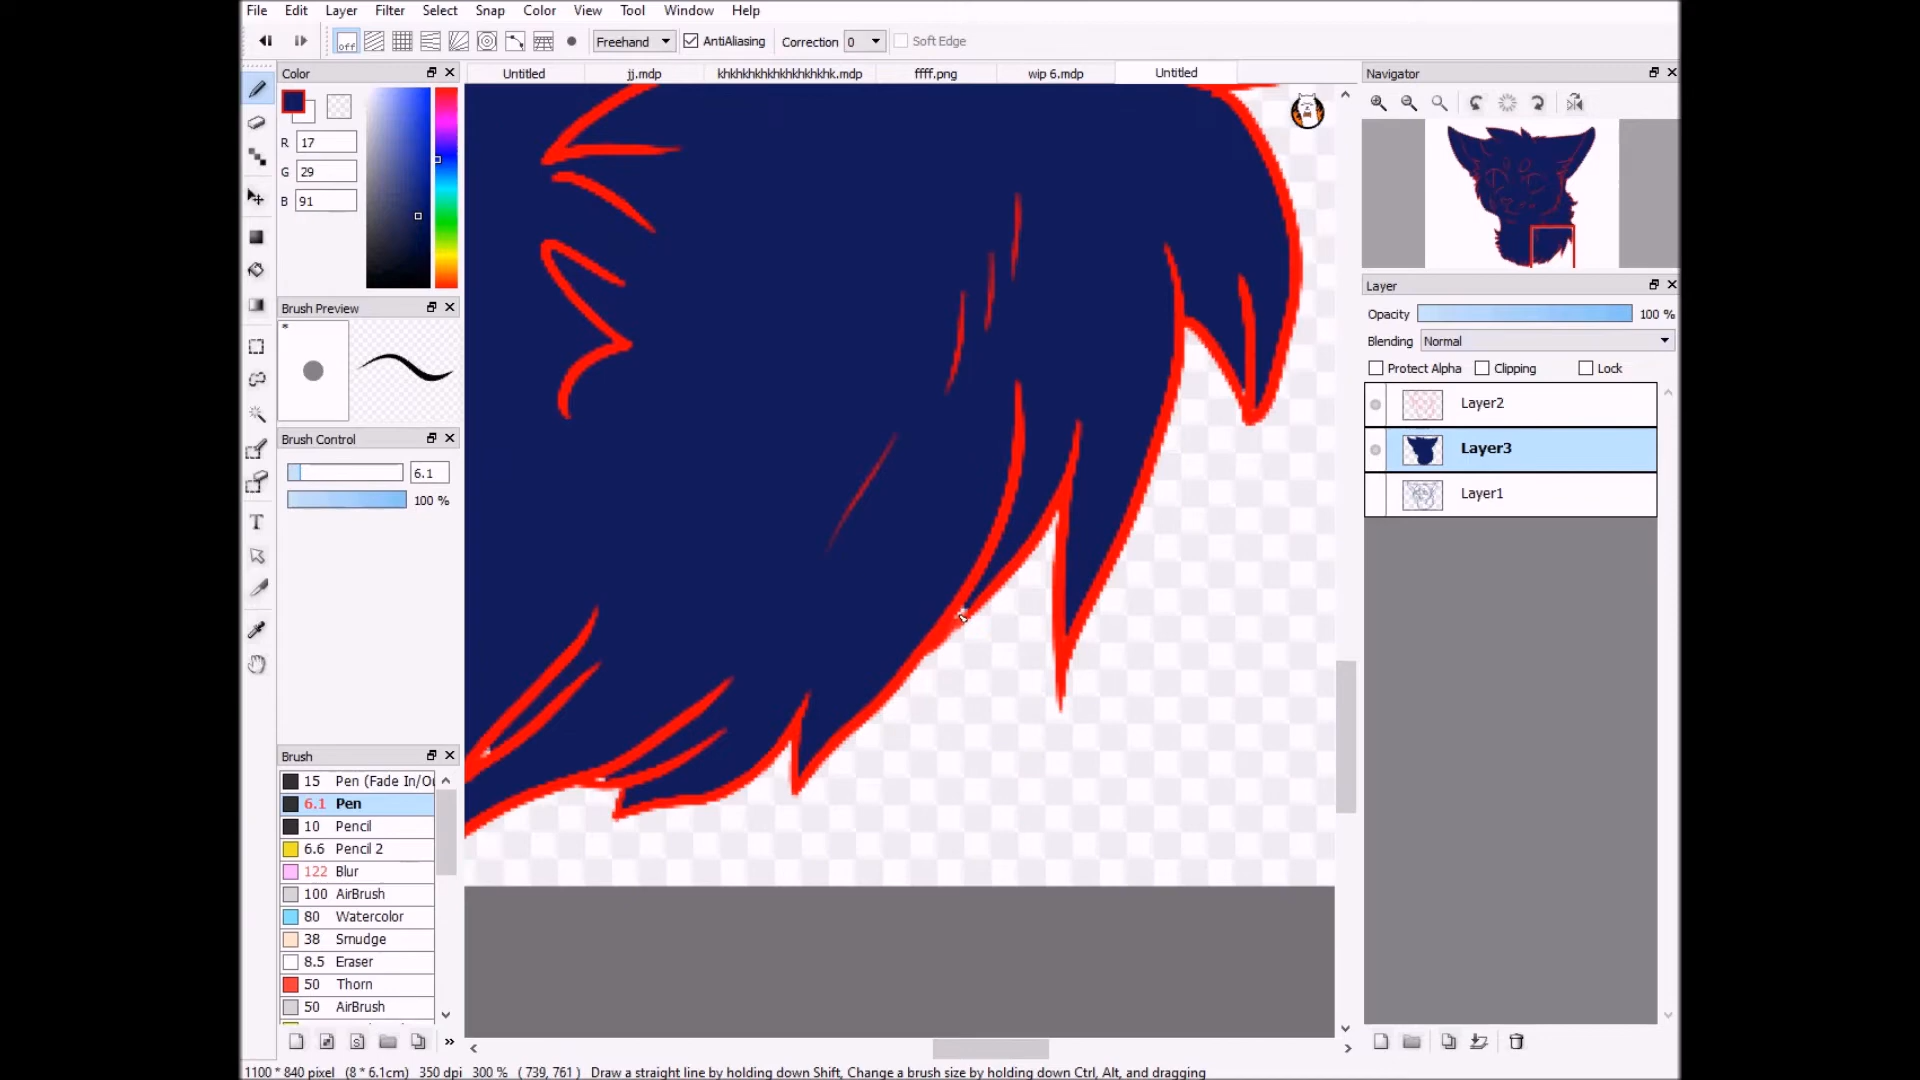 File Edit Layer Filter Select Snap Color View Tool Window Help
off Freehand AntiAliasing Correction 0 Soft Edge
Color
Untitled jj.mdp khkhkhkhkhkhkhkhkhk.mdp ffff.png wip 6.mdp Untitled
Navigator
R 17
G 29
B 91
Layer
Brush Preview
*
Opacity 100 %
Blending Normal
Protect Alpha Clipping Lock
Layer2
Brush Control
Layer3
6.1
Layer1
100 %
Brush
15 Pen (Fade In/Ou
6.1 Pen
10 Pencil
6.6 Pencil 2
122 Blur
100 AirBrush
80 Watercolor
38 Smudge
8.5 Eraser
50 Thorn
50 AirBrush
1100 * 840 pixel (8 * 6.1cm) 350 dpi 300 % ( 739, 761 ) Draw a straight line by holding down Shift, Change a brush size by holding down Ctrl, Alt, and dragging